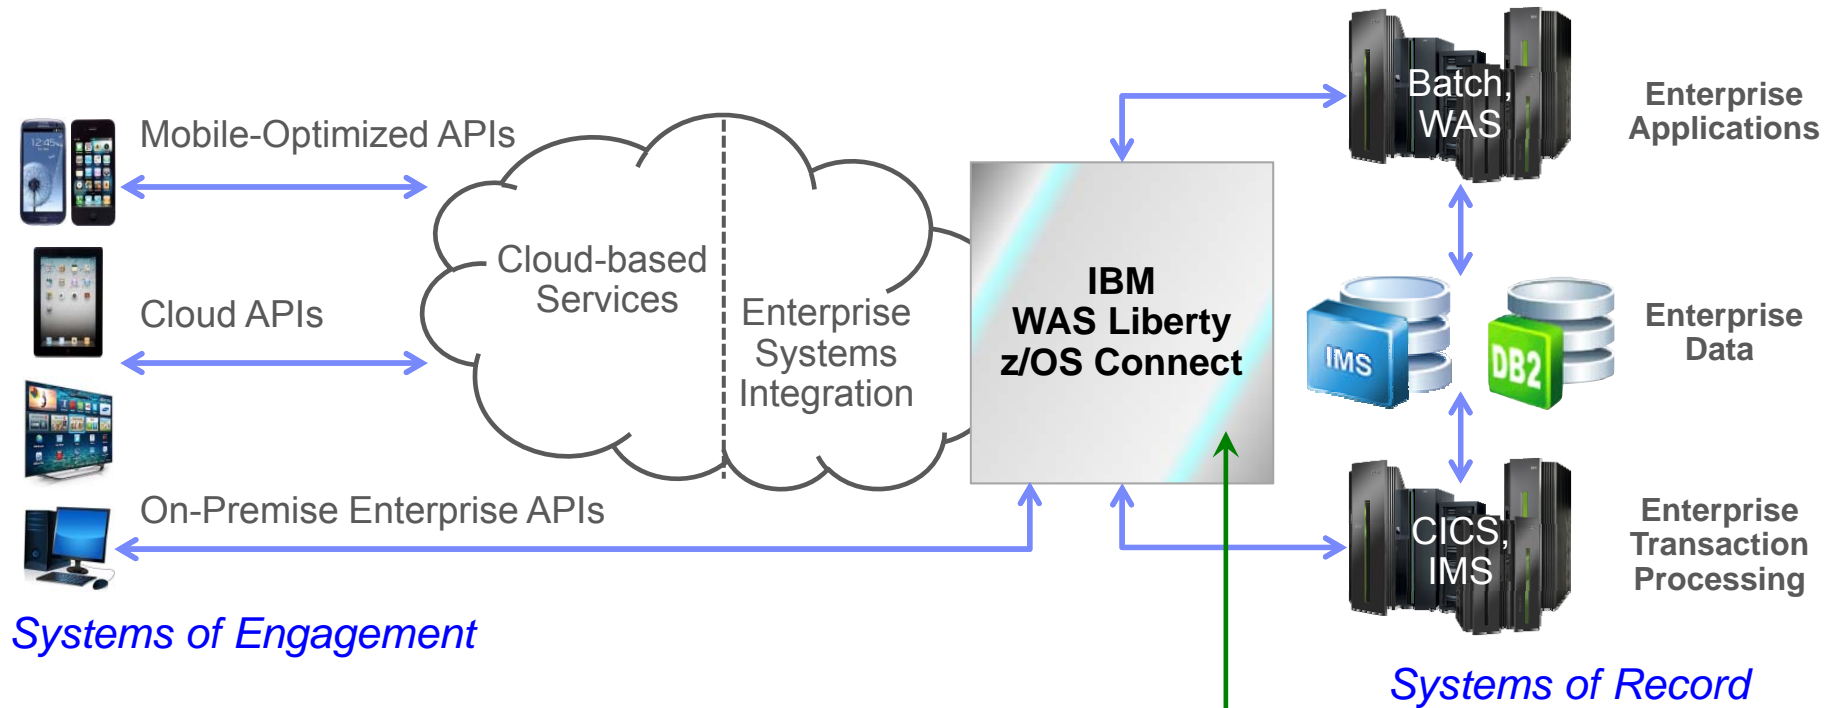 Mobile-Optimized APIs
Cloud APIs
On-Premise Enterprise APIs
Systems of Engagement
Cloud-based
Services
Enterprise
Systems
Integration
IBM
WAS Liberty
z/OS Connect
Batch,
WAS
Enterprise
Applications
IMS
DB2
Enterprise
Data
CICS,
IMS
Enterprise
Transaction
Processing
Systems of Record
12:45